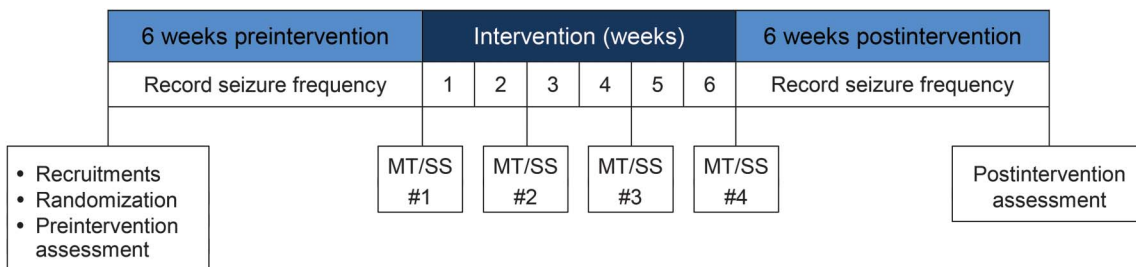 6 weeks preintervention Intervention (weeks) 6 weeks postintervention
Record seizure frequency 1 2 3 4 5 6 Record seizure frequency
• Recruitments
• Randomization
• Preintervention
assessment
MT/SS
#1
MT/SS
#2
MT/SS
#3
MT/SS
#4
Postintervention
assessment